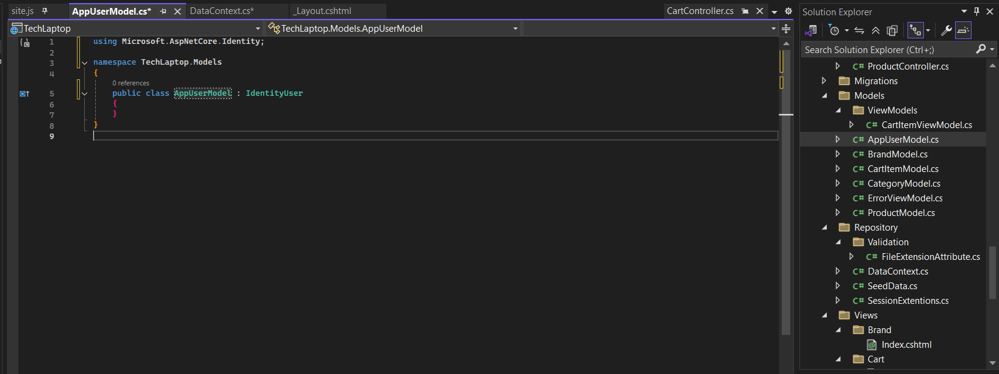 site.js
AppUserModel.cs*
DataContext.cs*
_Layout.cshtml
CartController.cs
TechLaptop
TechLaptop.Models.AppUserModel
1 using Microsoft.AspNetCore.Identity;
2
3 namespace TechLaptop.Models
4 {
0 references
5 public class AppUserModel : IdentityUser
6 {
7 }
8 }
9
Solution Explorer
Search Solution Explorer (Ctrl+;)
C# ProductController.cs
Migrations
Models
ViewModels
C# CartItemViewModel.cs
C# AppUserModel.cs
C# BrandModel.cs
C# CartItemModel.cs
C# CategoryModel.cs
C# ErrorViewModel.cs
C# ProductModel.cs
Repository
Validation
C# FileExtensionAttribute.cs
C# DataContext.cs
C# SeedData.cs
C# SessionExtentions.cs
Views
Brand
Index.cshtml
Cart